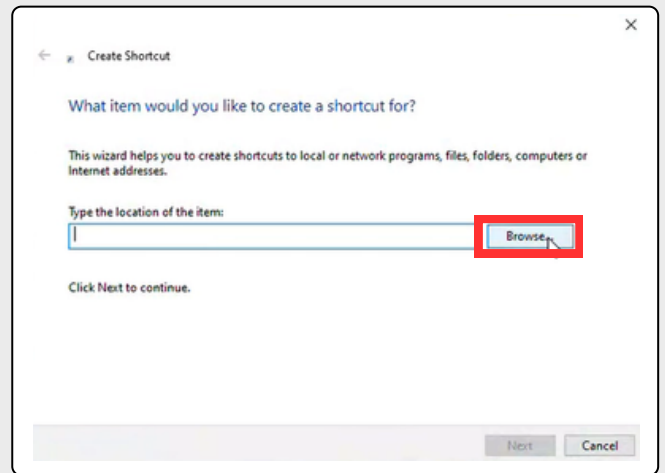 Create Shortcut
What item would you like to create a shortcut for?
This wizard helps you to create shortcuts to local or network programs, files, folders, computers or
Internet addresses.
Type the location of the item:
Browse...
Click Next to continue.
Next Cancel